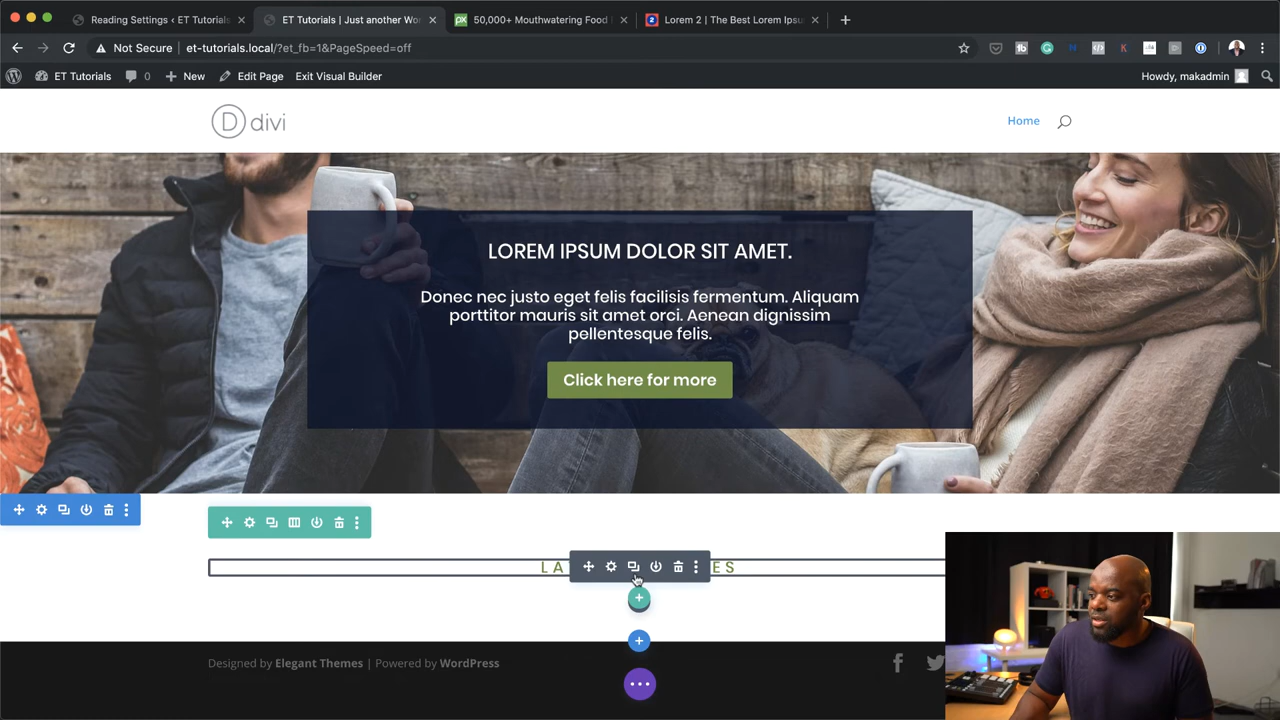 Reading Settings ‹ ET Tutorials
ET Tutorials | Just another Wo
50,000+ Mouthwatering Food
Lorem 2 | The Best Lorem Ipsu
Not Secure
et-tutorials.local/?et_fb=1&PageSpeed=off
ET Tutorials
0
New
Edit Page
Exit Visual Builder
Howdy, makadmin
D divi
Home
LOREM IPSUM DOLOR SIT AMET.
Donec nec justo eget felis facilisis fermentum. Aliquam
porttitor mauris sit amet orci. Aenean dignissim
pellentesque felis.
Click here for more
LA
ES
Designed by Elegant Themes | Powered by WordPress